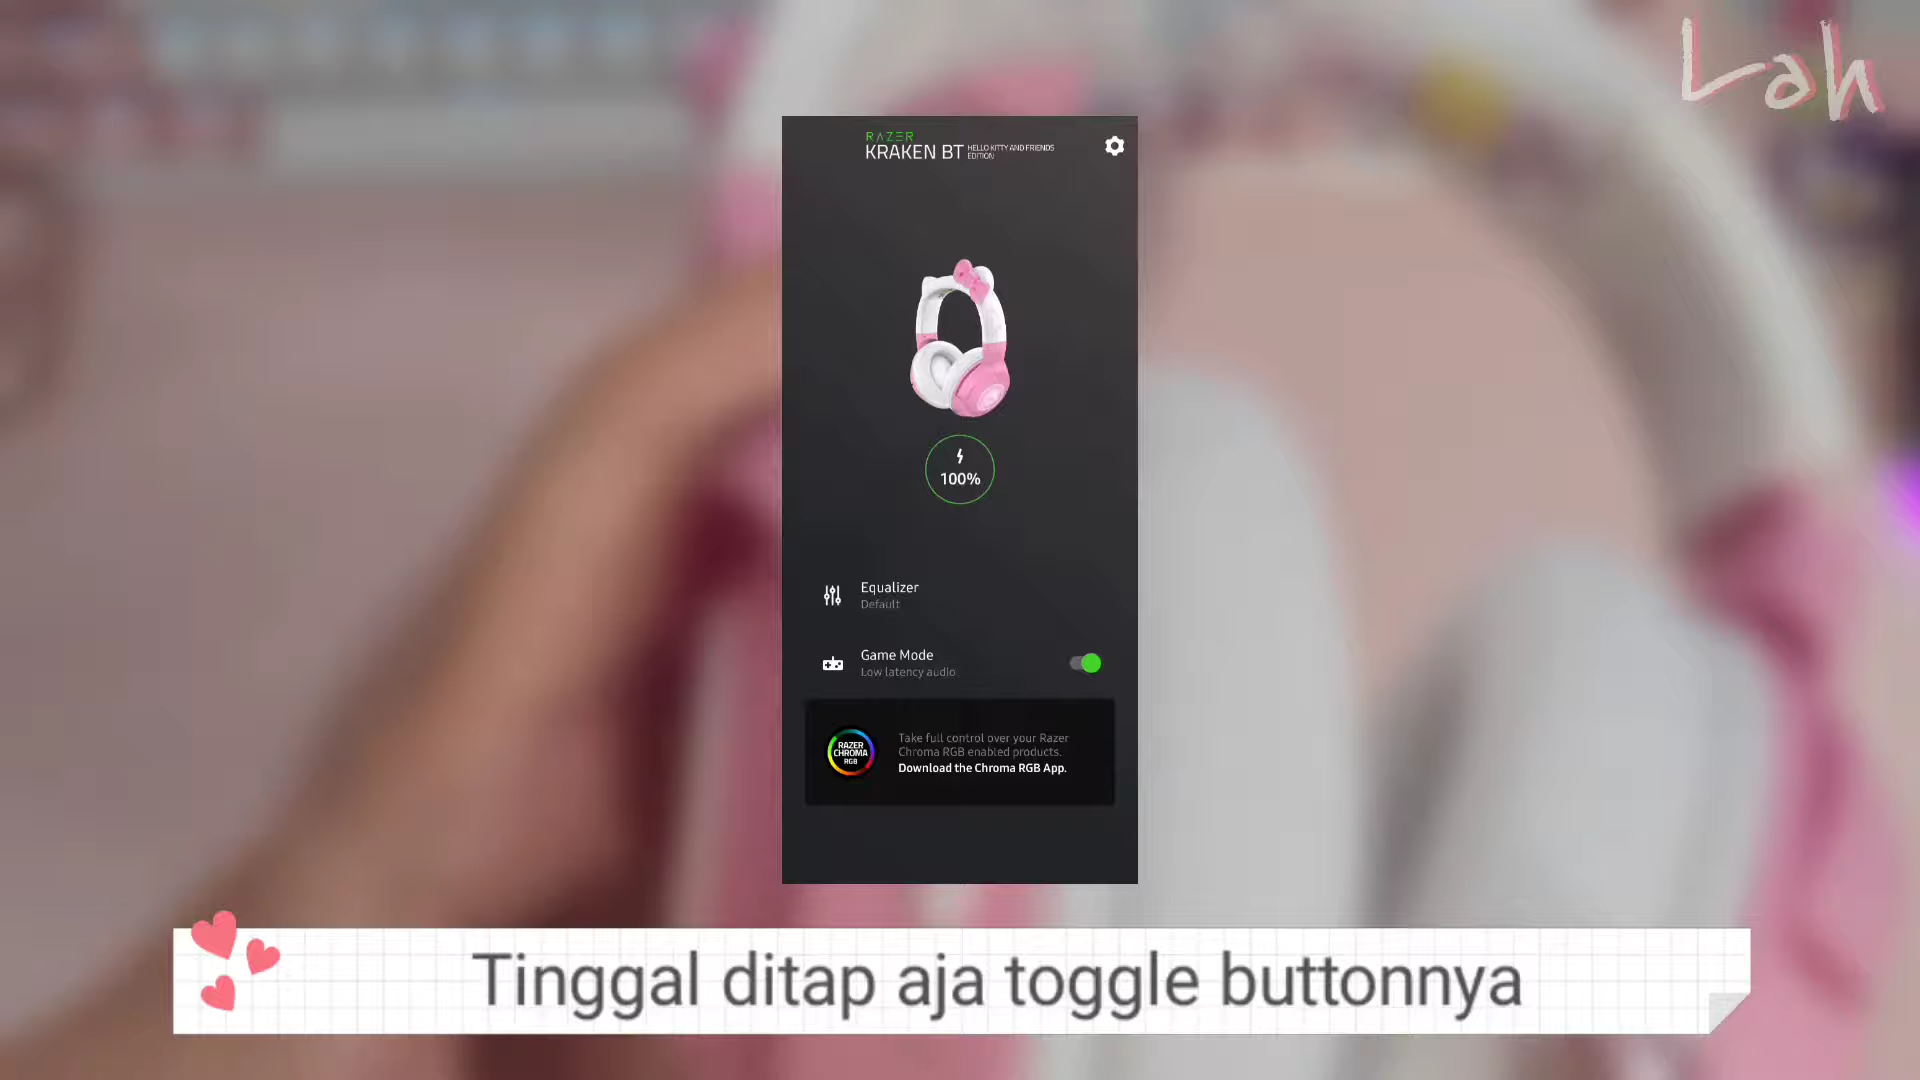 Lah
RAZER
KRAKEN BT HELLO KITTY AND FRIENDS
EDITION
100%
Equalizer
Default
Game Mode
Low latency audio
RAZER
CHROMA
RGB
Take full control over your Razer
Chroma RGB enabled products.
Download the Chroma RGB App.
Tinggal ditap aja toggle buttonnya